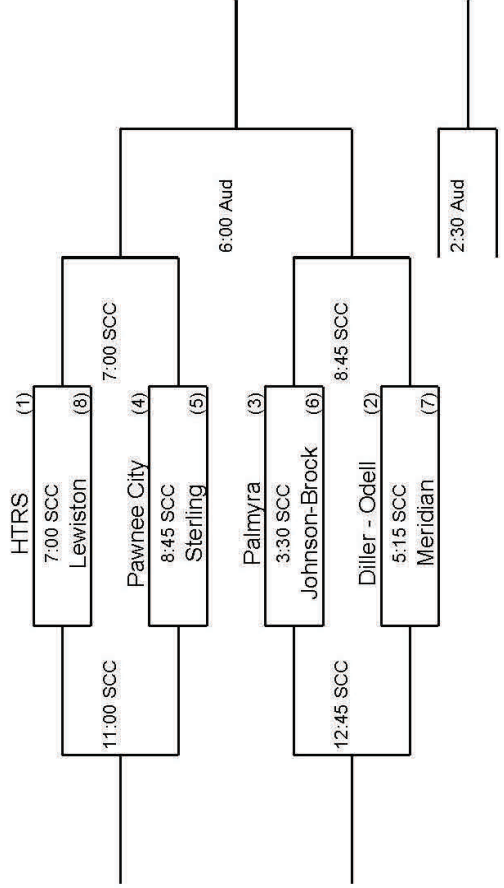 HTRS (1)
7:00 SCC
Lewiston (8)
11:00 SCC
7:00 SCC
Pawnee City (4)
8:45 SCC
Sterling (5)
6:00 Aud
Palmyra (3)
3:30 SCC
Johnson-Brock (6)
12:45 SCC
8:45 SCC
Diller - Odell (2)
5:15 SCC
Meridian (7)
2:30 Aud